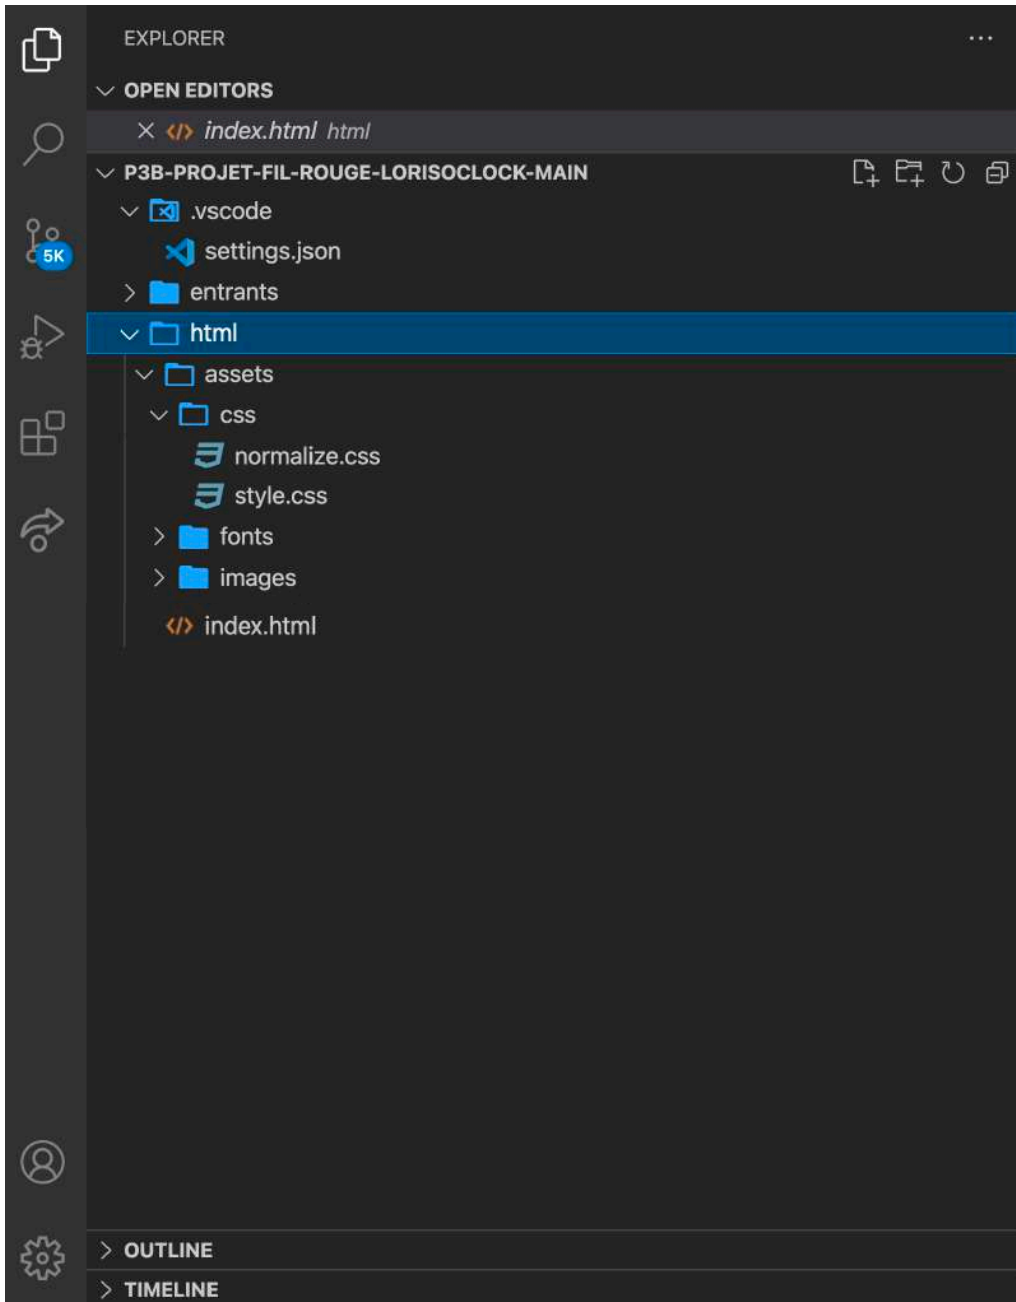 EXPLORER
OPEN EDITORS
index.html html
P3B-PROJET-FIL-ROUGE-LORISOCLOCK-MAIN
.vscode
settings.json
5K
entrants
html
assets
css
normalize.css
style.css
fonts
images
index.html
OUTLINE
TIMELINE